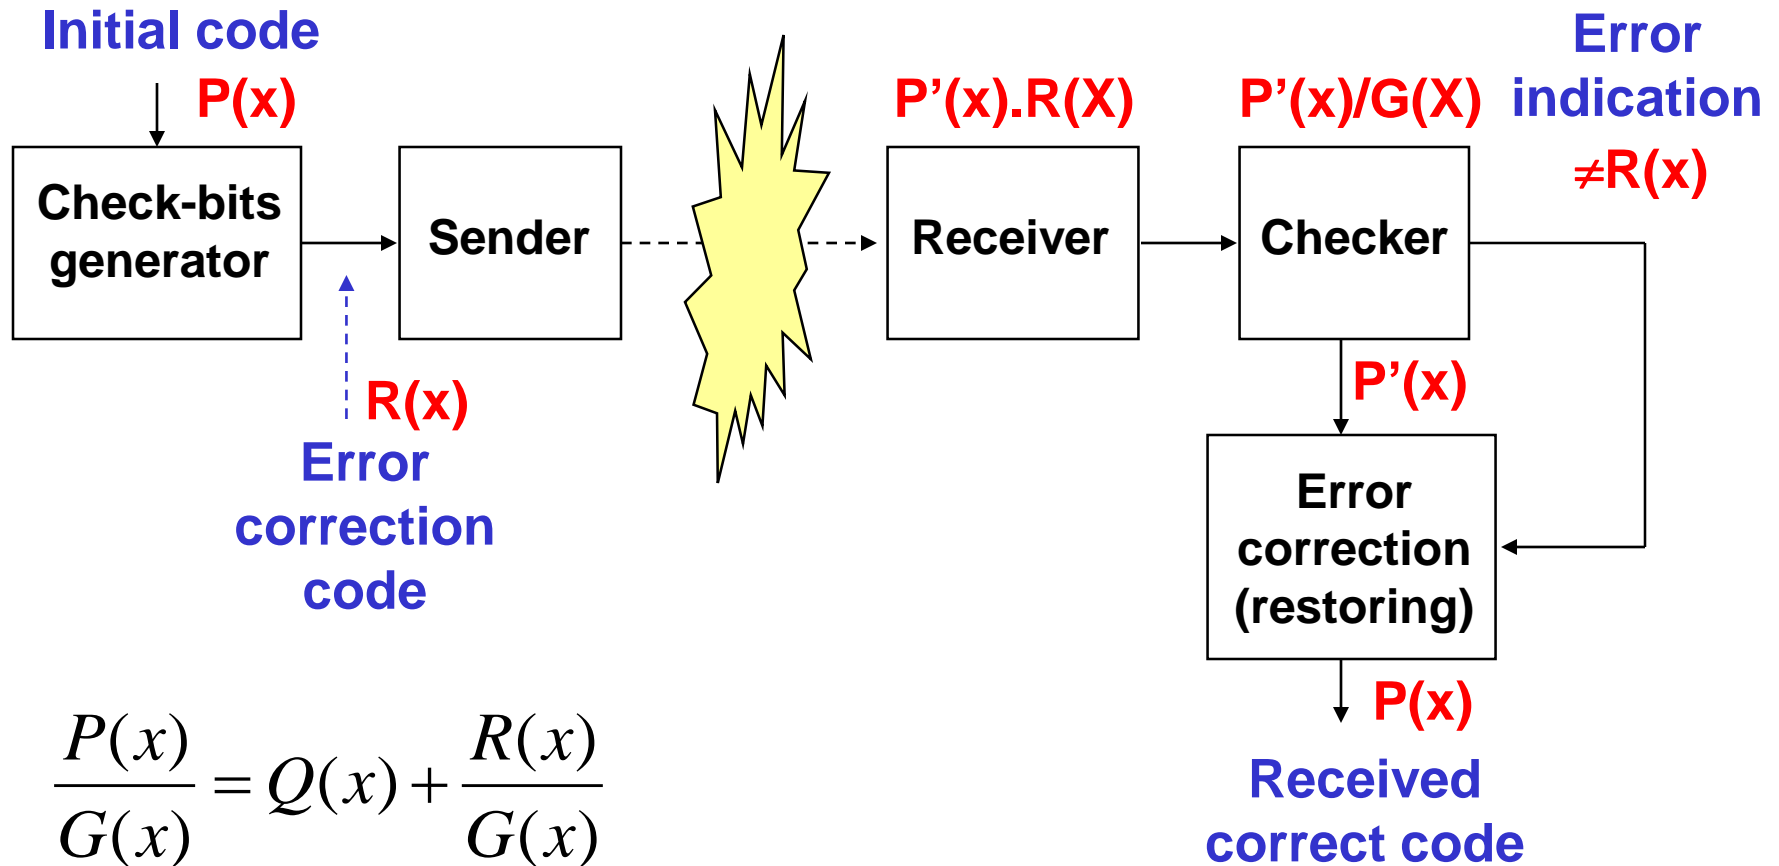 Initial code
P(x)
Check-bits
generator
Sender
R(x)
Error
correction
code
P’(x).R(X)
Receiver
P’(x)/G(X)
Checker
Error
indication
≠R(x)
P’(x)
Error
correction
(restoring)
P(x)
Received
correct code
P(x)/G(x) = Q(x) + R(x)/G(x)